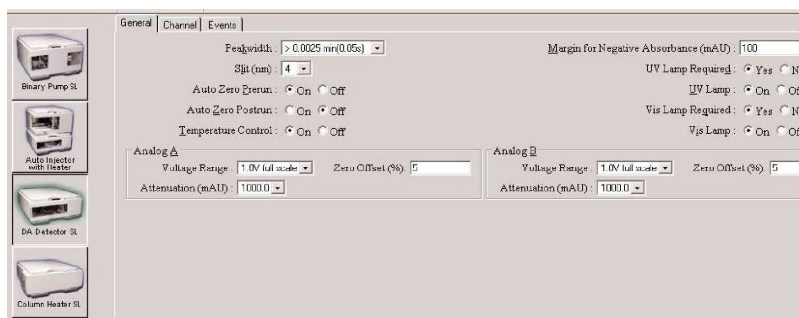 General Channel Events
Peakwidth : > 0.0025 min(0.05s)
Slit (nm) : 4
Auto Zero Prerun : On Off
Auto Zero Postrun : On Off
Temperature Control : On Off
Margin for Negative Absorbance (mAU) : 100
UV Lamp Required : Yes N
UV Lamp : On Of
Vis Lamp Required : Yes N
Vis Lamp : On Of
Analog A
Voltage Range : 1.0V full scale Zero Offset (%): 5
Attenuation (mAU) : 1000.0
Analog B
Voltage Range : 1.0V full scale Zero Offset (%): 5
Attenuation (mAU) : 1000.0
Binary Pump SL
Auto Injector
with Heater
DA Detector SL
Column Heater SL